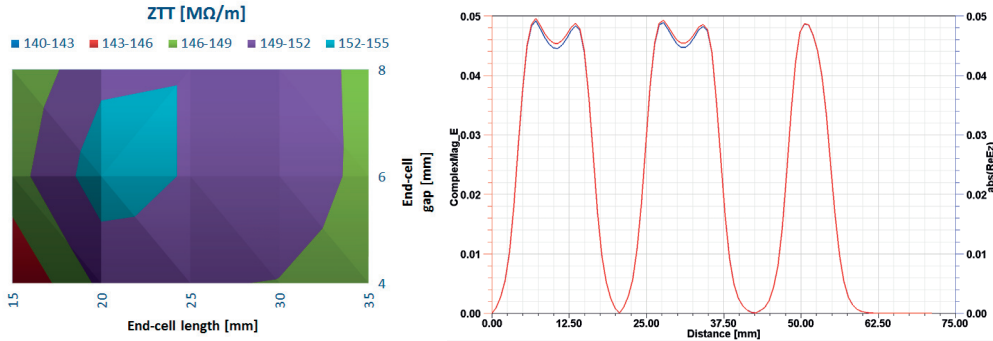 ZTT [MΩ/m]
140-143 143-146 146-149 149-152 152-155
8
6
4
End-cell
gap [mm]
15 20 25 30 35
End-cell length [mm]
0.05
0.04
0.03
0.02
0.01
0.00
ComplexMag_E
0.00 12.50 25.00 37.50 50.00 62.50 75.00
Distance [mm]
0.05
0.04
0.03
0.02
0.01
0.00
abs(ReEz)